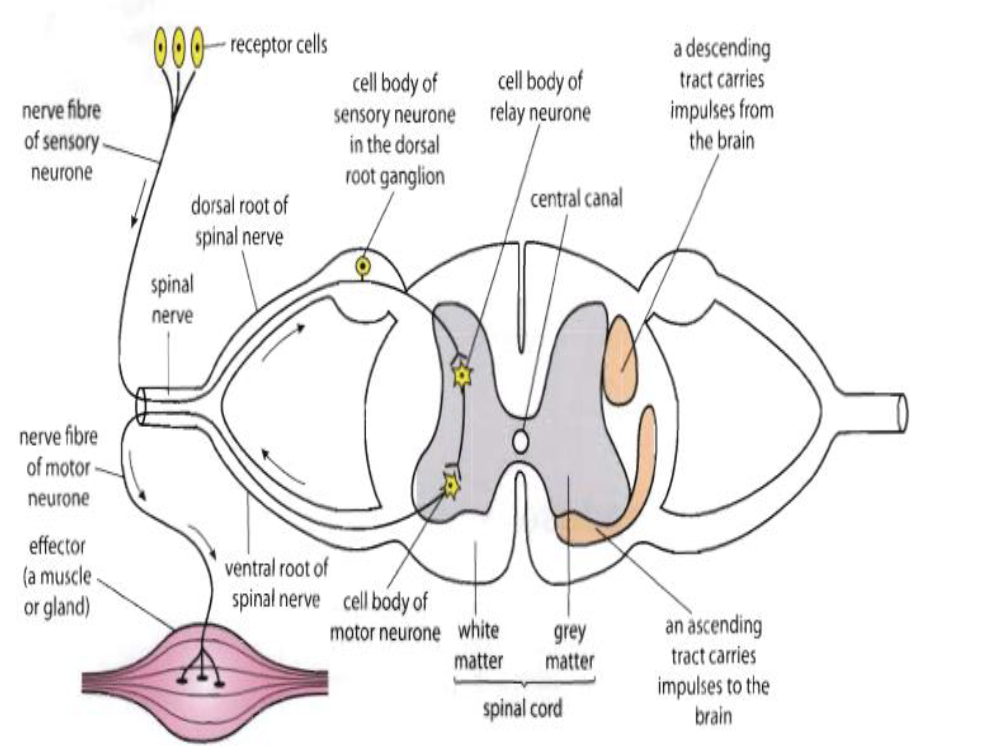 receptor cells
nerve fibre
of sensory
neurone
cell body of
sensory neurone
in the dorsal
root ganglion
cell body of
relay neurone
a descending
tract carries
impulses from
the brain
dorsal root of
spinal nerve
central canal
spinal
nerve
nerve fibre
of motor
neurone
effector
(a muscle
or gland)
ventral root of
spinal nerve
cell body of
motor neurone
white
matter
grey
matter
spinal cord
an ascending
tract carries
impulses to the
brain